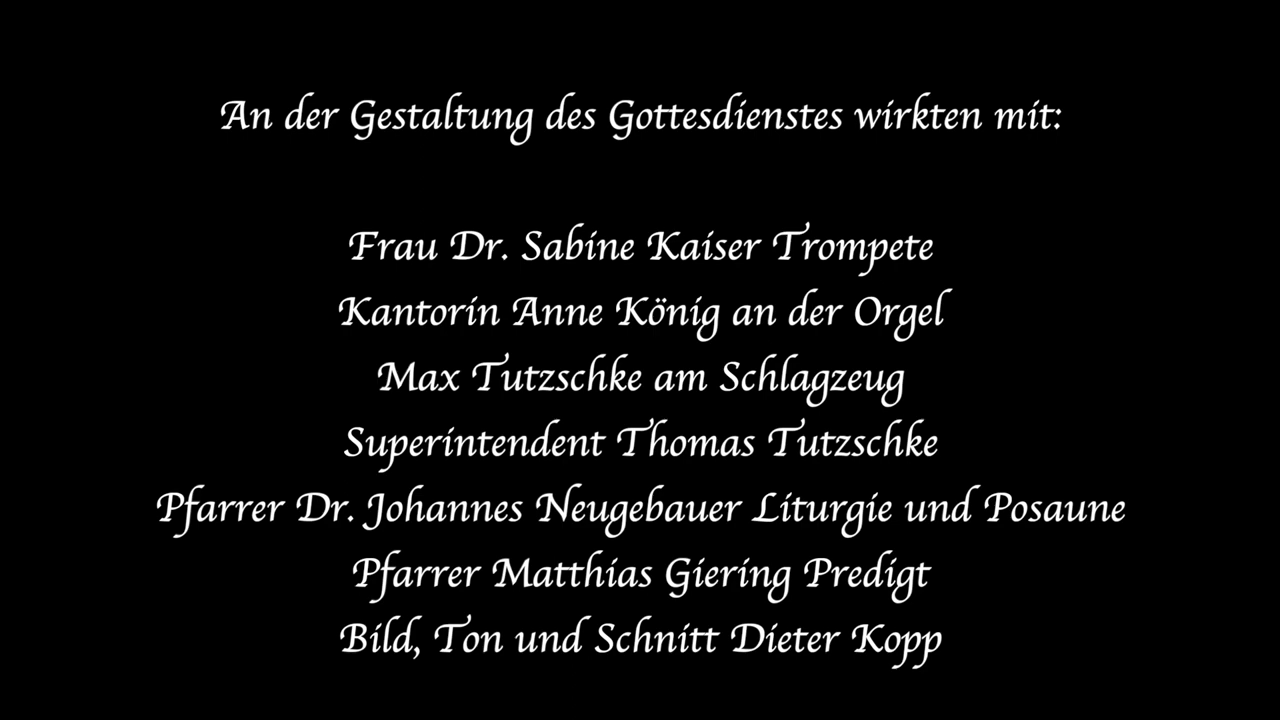 An der Gestaltung des Gottesdienstes wirkten mit:
Frau Dr. Sabine Kaiser Trompete
Kantorin Anne König an der Orgel
Max Tutzschke am Schlagzeug
Superintendent Thomas Tutzschke
Pfarrer Dr. Johannes Neugebauer Liturgie und Posaune
Pfarrer Matthias Giering Predigt
Bild, Ton und Schnitt Dieter Kopp